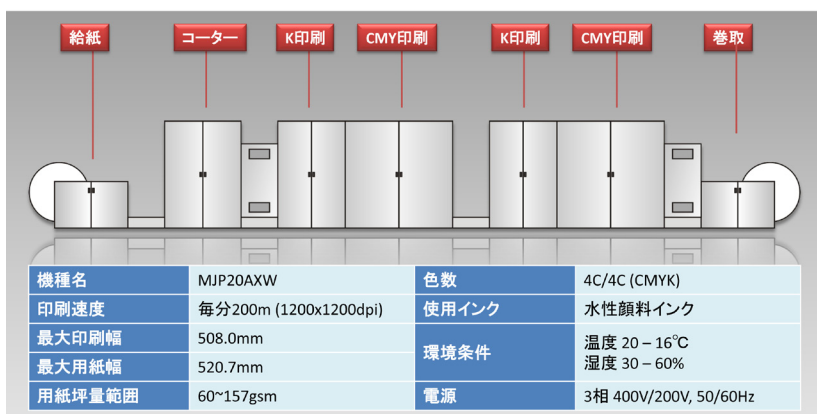 給紙
コーター
K印刷
CMY印刷
K印刷
CMY印刷
巻取
機種名 MJP20AXW 色数 4C/4C (CMYK)
印刷速度 毎分200m (1200x1200dpi) 使用インク 水性顔料インク
最大印刷幅 508.0mm
最大用紙幅 520.7mm
環境条件 温度 20 – 16℃
湿度 30 – 60%
用紙坪量範囲 60~157gsm 電源 3相 400V/200V, 50/60Hz